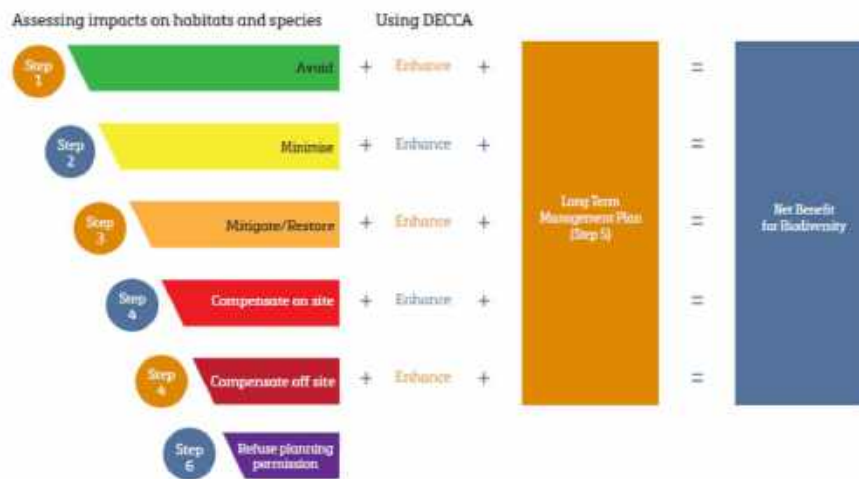 Assessing impacts on habitats and species
Using DECCA
Step
1
Avoid
+ Enhance + =
Step
2
Minimise
+ Enhance + =
Step
3
Mitigate/Restore
+ Enhance + =
Step
4
Compensate on site
+ Enhance + =
Step
4
Compensate off site
+ Enhance + =
Step
6
Refuse planning
permission
Long Term
Management Plan
(Step 5)
Net Benefit
for Biodiversity